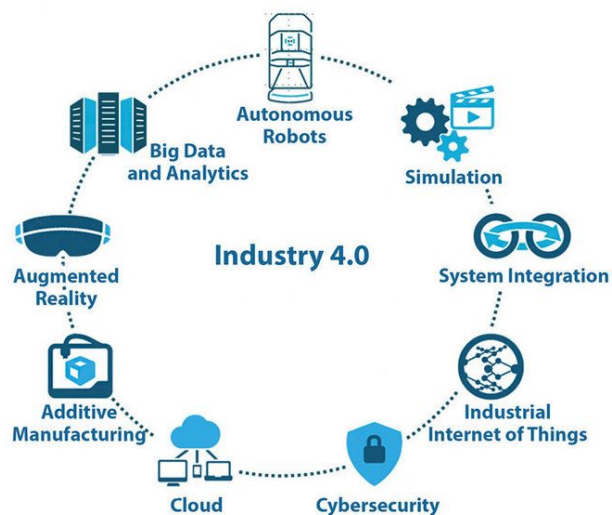 Autonomous
Robots
Big Data
and Analytics
Simulation
Augmented
Reality
Industry 4.0
System Integration
Additive
Manufacturing
Industrial
Internet of Things
Cloud
Cybersecurity